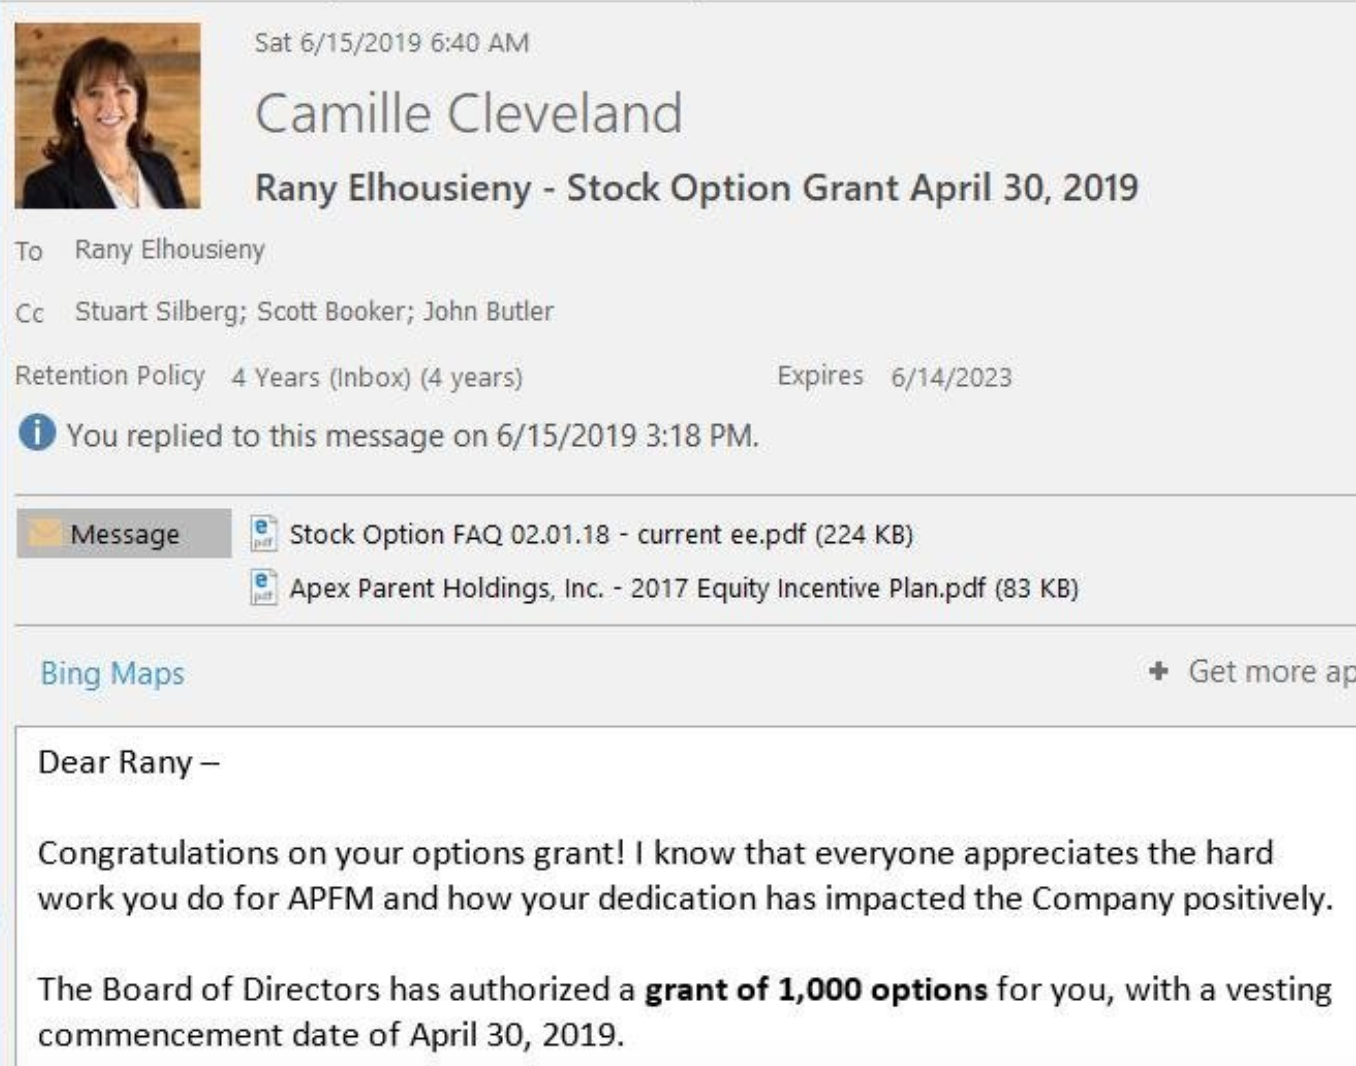 Sat 6/15/2019 6:40 AM
Camille Cleveland
Rany Elhousieny - Stock Option Grant April 30, 2019
To Rany Elhousieny
Cc Stuart Silberg; Scott Booker; John Butler
Retention Policy 4 Years (Inbox) (4 years) Expires 6/14/2023
You replied to this message on 6/15/2019 3:18 PM.
Message Stock Option FAQ 02.01.18 - current ee.pdf (224 KB)
Apex Parent Holdings, Inc. - 2017 Equity Incentive Plan.pdf (83 KB)
Bing Maps + Get more ap
Dear Rany –
Congratulations on your options grant! I know that everyone appreciates the hard
work you do for APFM and how your dedication has impacted the Company positively.
The Board of Directors has authorized a grant of 1,000 options for you, with a vesting
commencement date of April 30, 2019.